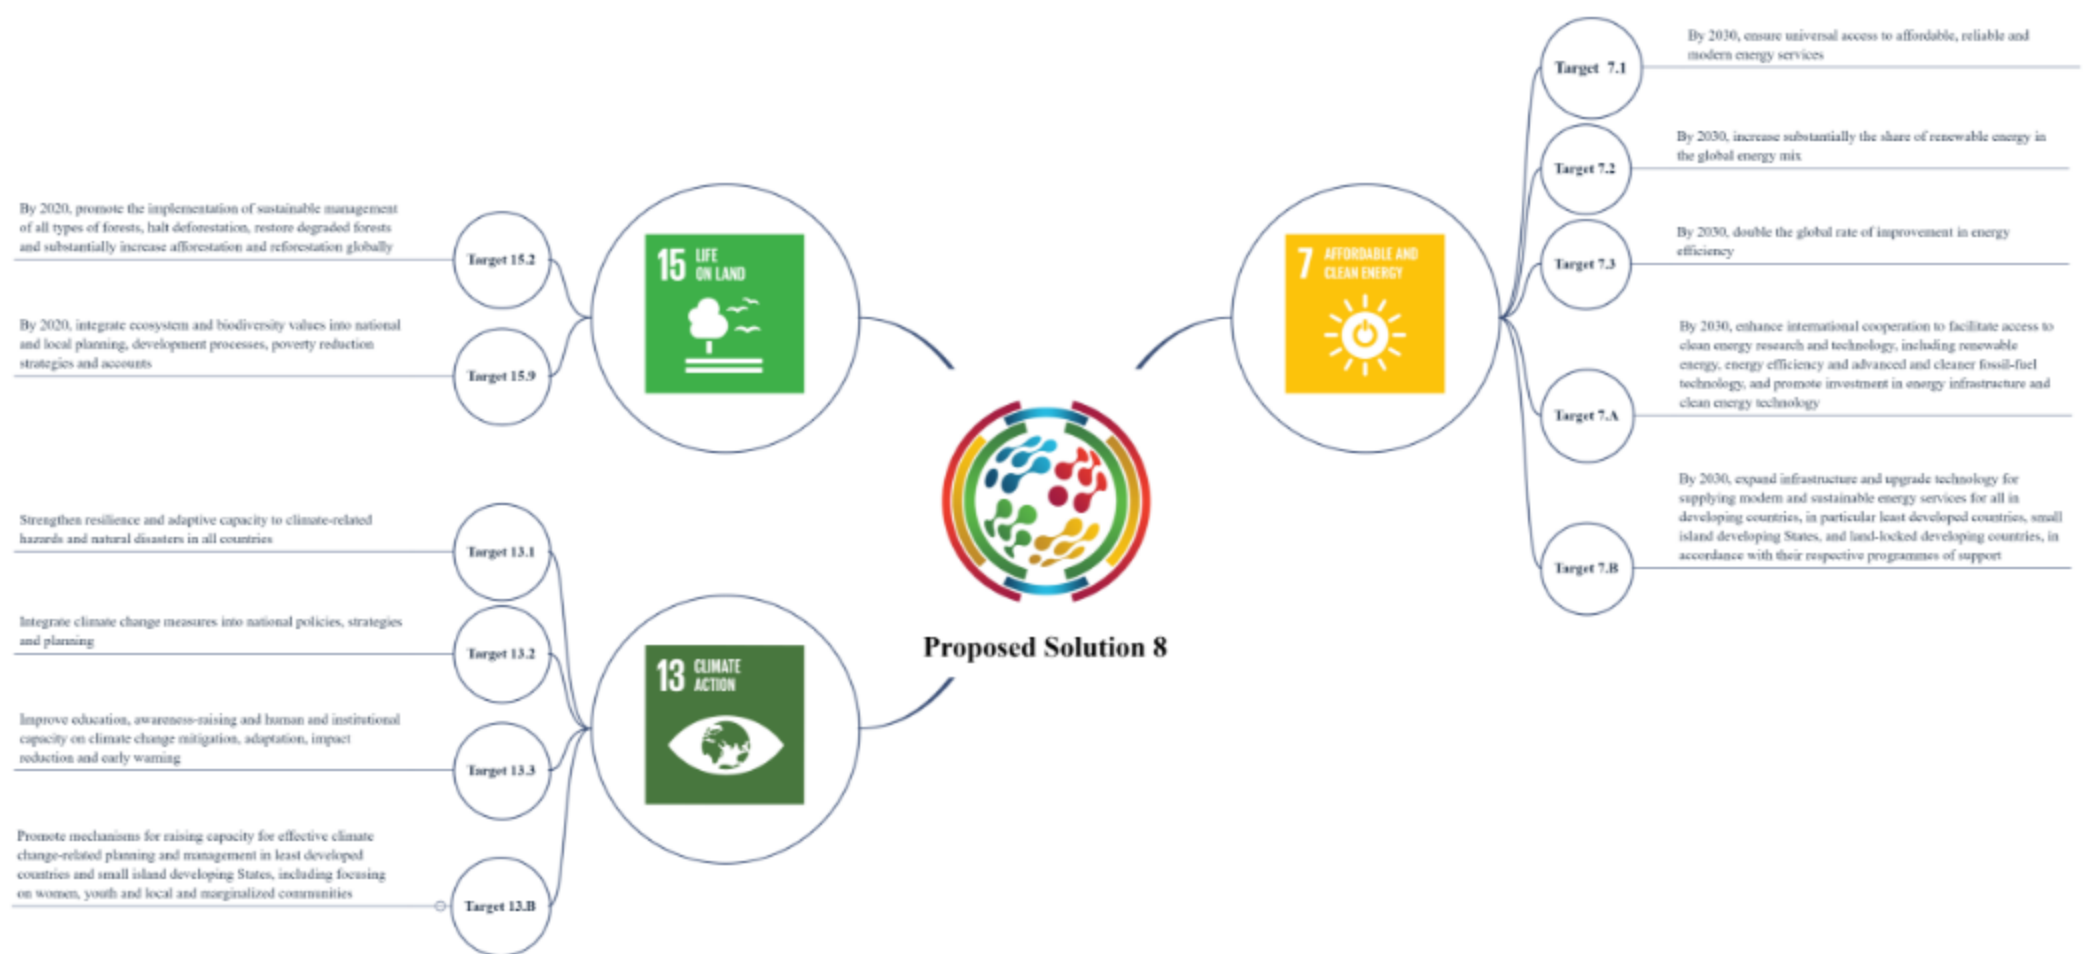 By 2020, promote the implementation of sustainable management
of all types of forests, halt deforestation, restore degraded forests
and substantially increase afforestation and reforestation globally
Target 15.2
By 2020, integrate ecosystem and biodiversity values into national
and local planning, development processes, poverty reduction
strategies and accounts
Target 15.9
15 LIFE
ON LAND
Strengthen resilience and adaptive capacity to climate-related
hazards and natural disasters in all countries
Target 13.1
Integrate climate change measures into national policies, strategies
and planning
Target 13.2
Improve education, awareness-raising and human and institutional
capacity on climate change mitigation, adaptation, impact
reduction and early warning
Target 13.3
Promote mechanisms for raising capacity for effective climate
change-related planning and management in least developed
countries and small island developing States, including focusing
on women, youth and local and marginalized communities
Target 13.B
13 CLIMATE
ACTION
Proposed Solution 8
7 AFFORDABLE AND
CLEAN ENERGY
Target 7.1
By 2030, ensure universal access to affordable, reliable and
modern energy services
Target 7.2
By 2030, increase substantially the share of renewable energy in
the global energy mix
Target 7.3
By 2030, double the global rate of improvement in energy
efficiency
Target 7.A
By 2030, enhance international cooperation to facilitate access to
clean energy research and technology, including renewable
energy, energy efficiency and advanced and cleaner fossil-fuel
technology, and promote investment in energy infrastructure and
clean energy technology
Target 7.B
By 2030, expand infrastructure and upgrade technology for
supplying modern and sustainable energy services for all in
developing countries, in particular least developed countries, small
island developing States, and land-locked developing countries, in
accordance with their respective programmes of support